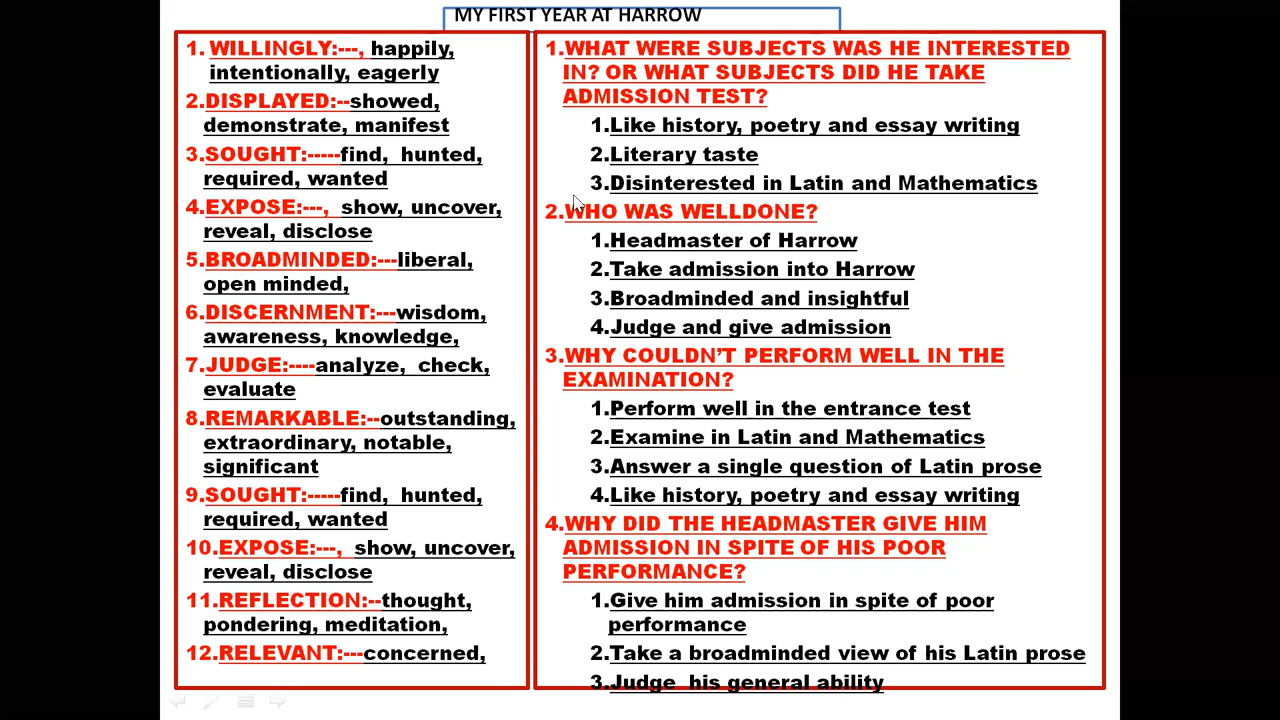 MY FIRST YEAR AT HARROW
1. WILLINGLY:---, happily,
intentionally, eagerly
2.DISPLAYED:--showed,
demonstrate, manifest
3.SOUGHT:-----find, hunted,
required, wanted
4.EXPOSE:---, show, uncover,
reveal, disclose
5.BROADMINDED:---liberal,
open minded,
6.DISCERNMENT:---wisdom,
awareness, knowledge,
7.JUDGE:----analyze, check,
evaluate
8.REMARKABLE:--outstanding,
extraordinary, notable,
significant
9.SOUGHT:-----find, hunted,
required, wanted
10.EXPOSE:---, show, uncover,
reveal, disclose
11.REFLECTION:--thought,
pondering, meditation,
12.RELEVANT:---concerned,
1.WHAT WERE SUBJECTS WAS HE INTERESTED
IN? OR WHAT SUBJECTS DID HE TAKE
ADMISSION TEST?
1.Like history, poetry and essay writing
2.Literary taste
3.Disinterested in Latin and Mathematics
2.WHO WAS WELLDONE?
1.Headmaster of Harrow
2.Take admission into Harrow
3.Broadminded and insightful
4.Judge and give admission
3.WHY COULDN'T PERFORM WELL IN THE
EXAMINATION?
1.Perform well in the entrance test
2.Examine in Latin and Mathematics
3.Answer a single question of Latin prose
4.Like history, poetry and essay writing
4.WHY DID THE HEADMASTER GIVE HIM
ADMISSION IN SPITE OF HIS POOR
PERFORMANCE?
1.Give him admission in spite of poor
performance
2.Take a broadminded view of his Latin prose
3.Judge his general ability